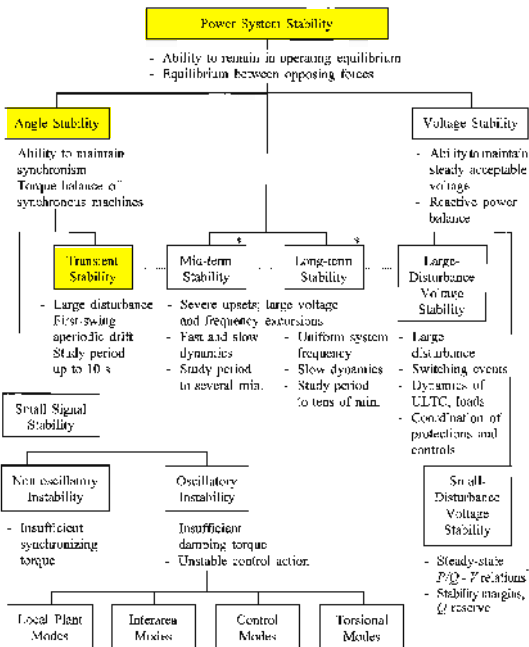 Power System Stability
- Ability to remain in operating equilibrium
- Equilibrium between opposing forces
Angle Stability
Ability to maintain
synchronism
Torque balance of
synchronous machines
Voltage Stability
- Ability to maintain
steady acceptable
voltage
- Reactive power
balance
Transient
Stability
- Large disturbance
First-swing
aperiodic drift
Study period
up to 10 s
*
Mid-term
Stability
*
Long-term
Stability
- Severe upsets; large voltage
and frequency excursions
- Fast and slow
dynamics
- Study period
to several min.
- Uniform system
frequency
- Slow dynamics
- Study period
to tens of min.
Large-
Disturbance
Voltage
Stability
- Large
disturbance
- Switching events
- Dynamics of
ULTC, loads
- Coordination of
protections and
controls
Small Signal
Stability
Non-oscillatory
Instability
- Insufficient
synchronizing
torque
Oscillatory
Instability
Insufficient
damping torque
- Unstable control action
Small-
Disturbance
Voltage
Stability
- Steady-state
P/Q - V relations
- Stability margins,
Q reserve
Local Plant
Modes
Interarea
Modes
Control
Modes
Torsional
Modes